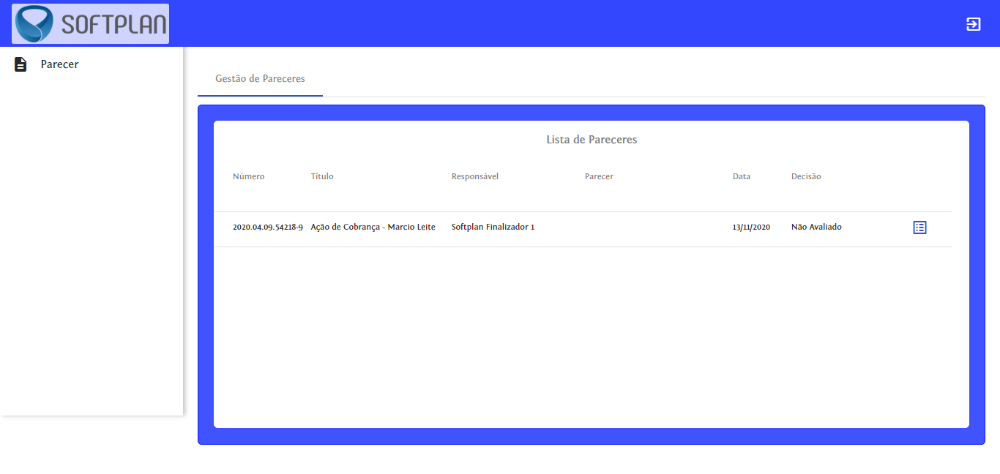 SOFTPLAN
Parecer
Gestão de Pareceres
Lista de Pareceres
Número Título Responsável Parecer Data Decisão
2020.04.09.54218-9 Ação de Cobrança - Marcio Leite Softplan Finalizador 1 13/11/2020 Não Avaliado